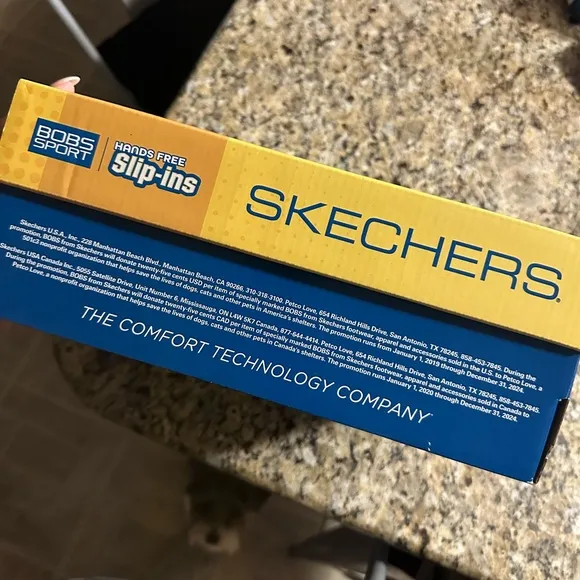 BOBS
SPORT
HANDS FREE
Slip-ins
SKECHERS
Skechers U.S.A., Inc., 228 Manhattan Beach Blvd., Manhattan Beach, CA 90266, 310-318-3100. Petco Love, 654 Richland Hills Drive, San Antonio, TX 78245, 858-453-7845. During the
promotion, BOBS from Skechers will donate twenty-five cents USD per item of specially marked BOBS from Skechers footwear, apparel and accessories sold in the U.S. to Petco Love, a
501c3 nonprofit organization that helps save the lives of dogs, cats and other pets in America's shelters. The promotion runs from January 1, 2019 through December 31, 2024.
Skechers USA Canada Inc., 5055 Satellite Drive, Unit Number 6, Mississauga, ON L4W 5K7 Canada, 877-644-4414. Petco Love, 654 Richland Hills Drive, San Antonio, TX 78245, 858-453-7845.
During the promotion, BOBS from Skechers will donate twenty-five cents CAD per item of specially marked BOBS from Skechers footwear, apparel and accessories sold in Canada to
Petco Love, a nonprofit organization that helps save the lives of dogs, cats and other pets in Canada's shelters. The promotion runs January 1, 2020 through December 31, 2024.
THE COMFORT TECHNOLOGY COMPANY